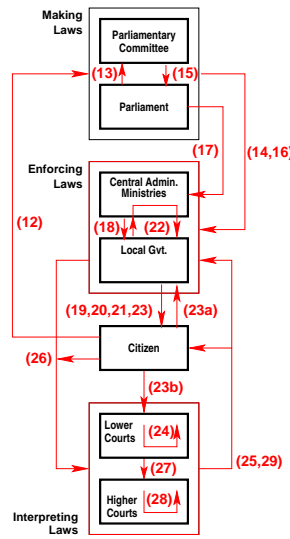 Making
Laws
Parliamentary
Committee
(13)
(15)
Parliament
(17)
(14,16)
Enforcing
Laws
Central Admin.
Ministries
(12)
(18)
(22)
Local Gvt.
(19,20,21,23)
(23a)
Citizen
(26)
(23b)
Lower
Courts
(24)
(27)
(25,29)
Higher
Courts
(28)
Interpreting
Laws